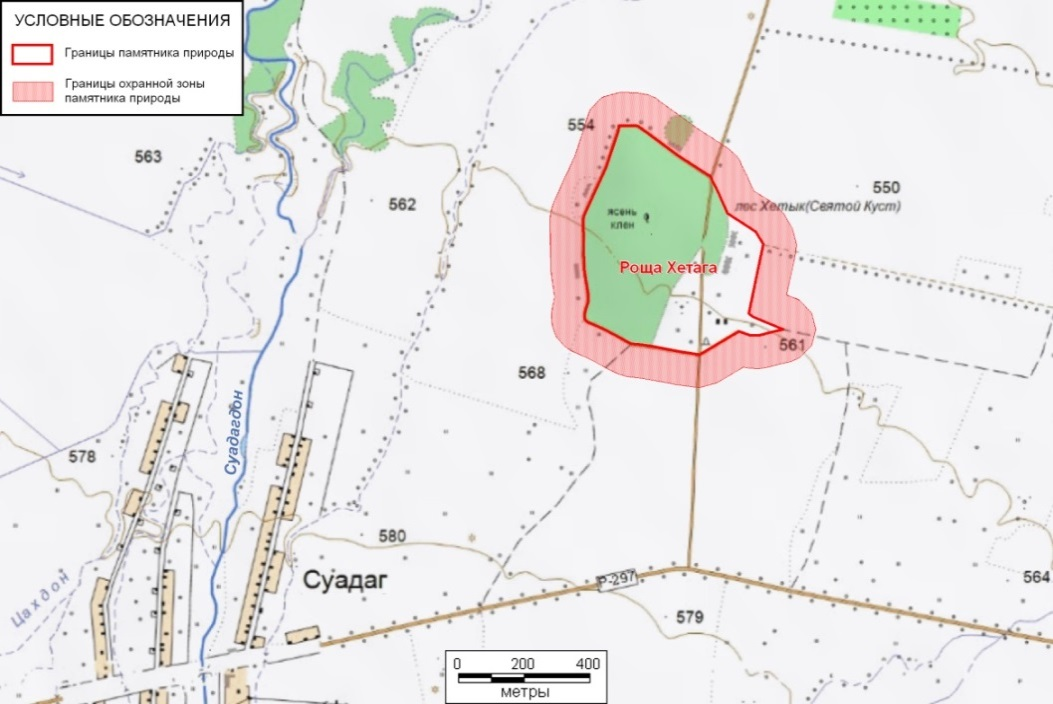 УСЛОВНЫЕ ОБОЗНАЧЕНИЯ
Границы памятника природы
Границы охранной зоны
памятника природы
554
563
550
562
лес Хетык(Святой Куст)
ясень
клен
Роща Хетага
561
568
Суадагдон
578
580
Суадаг
Р-297
564
Цахдон
579
0 200 400
метры